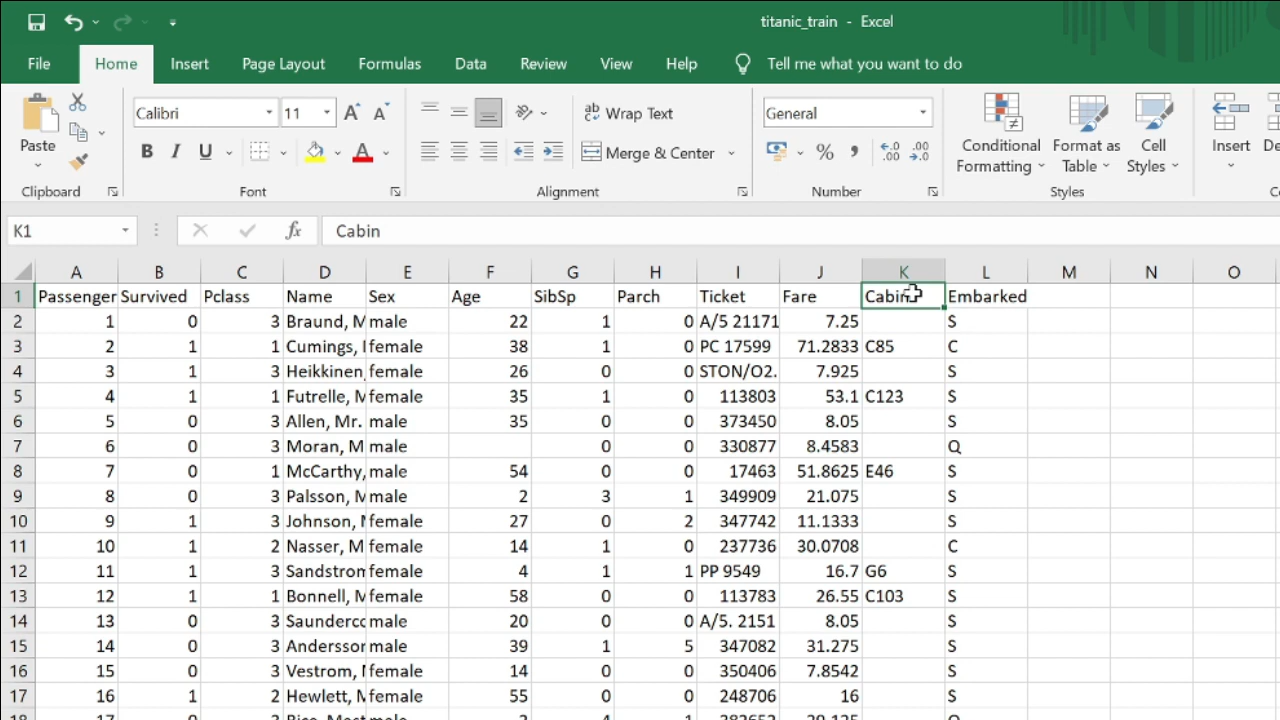 titanic_train - Excel
File Home Insert Page Layout Formulas Data Review View Help Tell me what you want to do
Calibri 11 Wrap Text General
Paste B I U Merge & Center % Conditional Formatting Format as Table Cell Styles Insert
Clipboard Font Alignment Number Styles
K1 fx Cabin
A B C D E F G H I J K L M N O
1 Passenger Survived Pclass Name Sex Age SibSp Parch Ticket Fare Cabin Embarked
2 1 0 3 Braund, M male 22 1 0 A/5 21171 7.25 S
3 2 1 1 Cumings, female 38 1 0 PC 17599 71.2833 C85 C
4 3 1 3 Heikkinen, female 26 0 0 STON/O2. 7.925 S
5 4 1 1 Futrelle, M female 35 1 0 113803 53.1 C123 S
6 5 0 3 Allen, Mr. male 35 0 0 373450 8.05 S
7 6 0 3 Moran, M male 0 0 330877 8.4583 Q
8 7 0 1 McCarthy, male 54 0 0 17463 51.8625 E46 S
9 8 0 3 Palsson, M male 2 3 1 349909 21.075 S
10 9 1 3 Johnson, female 27 0 2 347742 11.1333 S
11 10 1 2 Nasser, M female 14 1 0 237736 30.0708 C
12 11 1 3 Sandstrom female 4 1 1 PP 9549 16.7 G6 S
13 12 1 1 Bonnell, M female 58 0 0 113783 26.55 C103 S
14 13 0 3 Saunderco male 20 0 0 A/5. 2151 8.05 S
15 14 0 3 Andersson male 39 1 5 347082 31.275 S
16 15 0 3 Vestrom, female 14 0 0 350406 7.8542 S
17 16 1 2 Hewlett, M female 55 0 0 248706 16 S